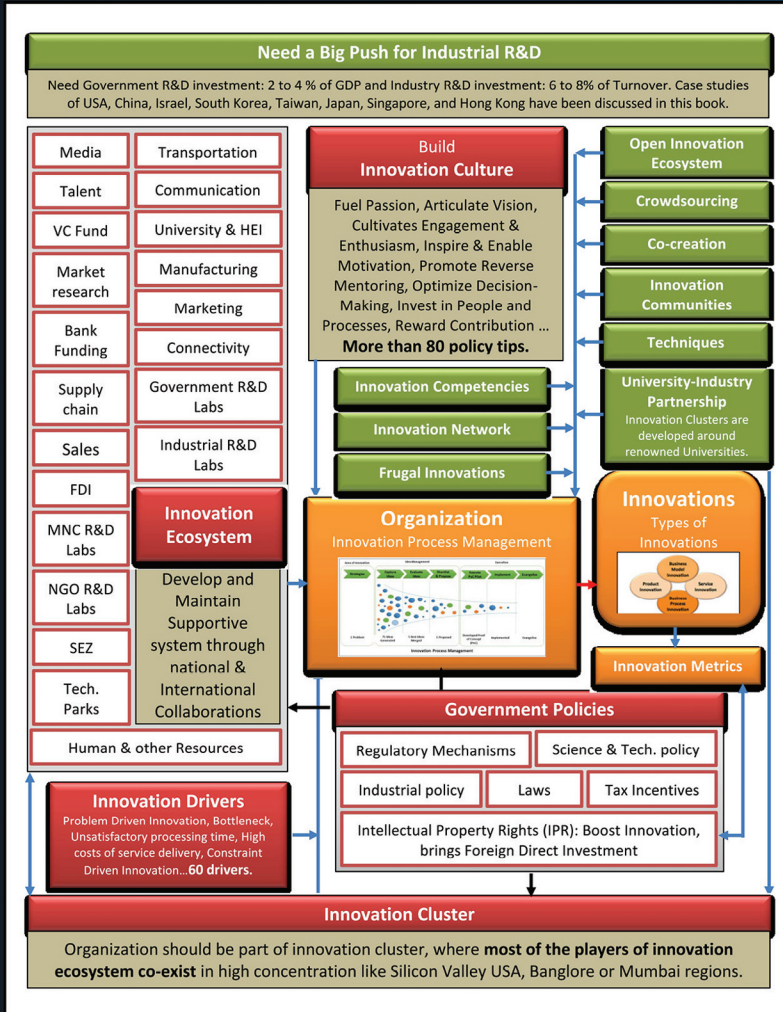 Need a Big Push for Industrial R&D
Need Government R&D investment: 2 to 4 % of GDP and Industry R&D investment: 6 to 8% of Turnover. Case studies
of USA, China, Israel, South Korea, Taiwan, Japan, Singapore, and Hong Kong have been discussed in this book.
Media
Talent
VC Fund
Market
research
Bank
Funding
Supply
chain
Sales
FDI
MNC R&D
Labs
NGO R&D
Labs
SEZ
Tech.
Parks
Transportation
Communication
University & HEI
Manufacturing
Marketing
Connectivity
Government R&D
Labs
Industrial R&D
Labs
Innovation
Ecosystem
Develop and
Maintain
Supportive
system through
national &
International
Collaborations
Human & other Resources
Build
Innovation Culture
Fuel Passion, Articulate Vision,
Cultivates Engagement &
Enthusiasm, Inspire & Enable
Motivation, Promote Reverse
Mentoring, Optimize Decision-
Making, Invest in People and
Processes, Reward Contribution ...
More than 80 policy tips.
Open Innovation
Ecosystem
Crowdsourcing
Co-creation
Innovation
Communities
Techniques
University-Industry
Partnership
Innovation Clusters are
developed around
renowned Universities.
Innovation Competencies
Innovation Network
Frugal Innovations
Organization
Innovation Process Management
Innovation Process Management
Innovations
Types of
Innovations
Business
Model
Innovation
Product
Innovation
Service
Innovation
Business
Process
Innovation
Innovation Metrics
Government Policies
Regulatory Mechanisms
Science & Tech. policy
Industrial policy
Laws
Tax Incentives
Intellectual Property Rights (IPR): Boost Innovation,
brings Foreign Direct Investment
Innovation Drivers
Problem Driven Innovation, Bottleneck,
Unsatisfactory processing time, High
costs of service delivery, Constraint
Driven Innovation...60 drivers.
Innovation Cluster
Organization should be part of innovation cluster, where most of the players of innovation
ecosystem co-exist in high concentration like Silicon Valley USA, Banglore or Mumbai regions.